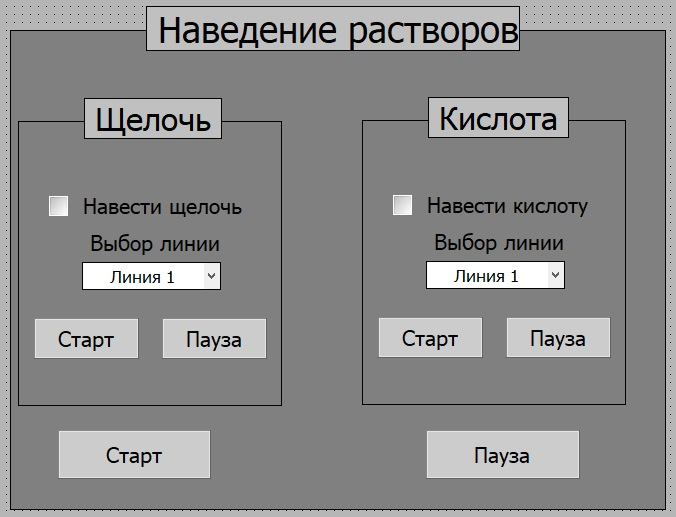 Наведение растворов
Щелочь
Навести щелочь
Выбор линии
Линия 1
Старт Пауза
Кислота
Навести кислоту
Выбор линии
Линия 1
Старт Пауза
Старт
Пауза